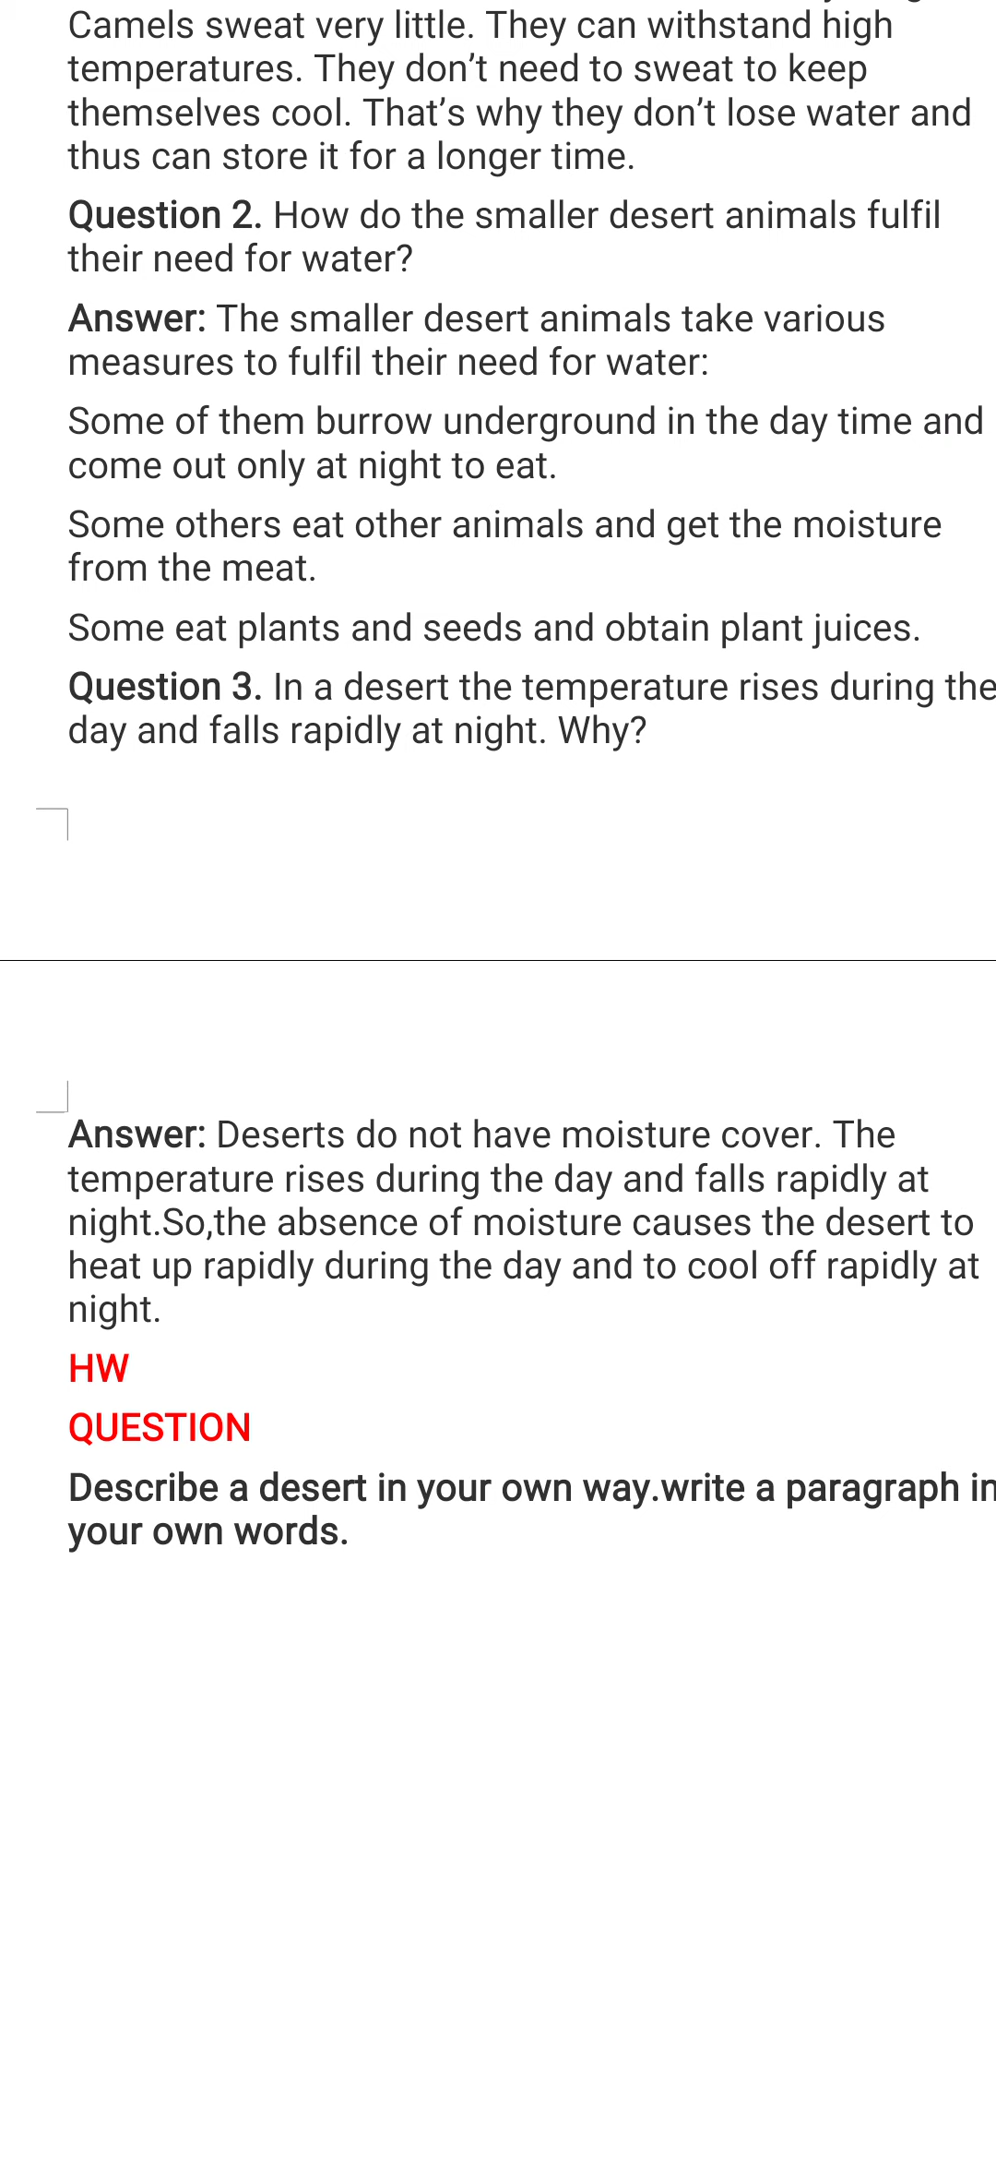 Camels sweat very little. They can withstand high
temperatures. They don’t need to sweat to keep
themselves cool. That’s why they don’t lose water and
thus can store it for a longer time.
Question 2. How do the smaller desert animals fulfil
their need for water?
Answer: The smaller desert animals take various
measures to fulfil their need for water:
Some of them burrow underground in the day time and
come out only at night to eat.
Some others eat other animals and get the moisture
from the meat.
Some eat plants and seeds and obtain plant juices.
Question 3. In a desert the temperature rises during the
day and falls rapidly at night. Why?
Answer: Deserts do not have moisture cover. The
temperature rises during the day and falls rapidly at
night.So,the absence of moisture causes the desert to
heat up rapidly during the day and to cool off rapidly at
night.
HW
QUESTION
Describe a desert in your own way.write a paragraph in
your own words.